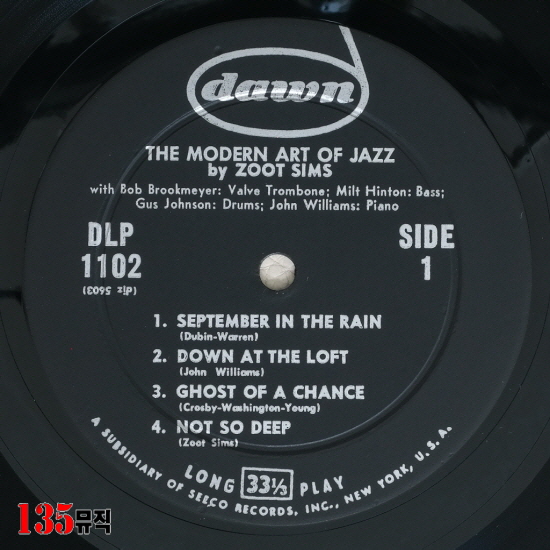 dawn
THE MODERN ART OF JAZZ
by ZOOT SIMS
with Bob Brookmeyer: Valve Trombone; Milt Hinton: Bass;
Gus Johnson: Drums; John Williams: Piano
DLP
1102
(dlz 5603)
SIDE
1
1. SEPTEMBER IN THE RAIN
(Dubin-Warren)
2. DOWN AT THE LOFT
(John Williams)
3. GHOST OF A CHANCE
(Crosby-Washington-Young)
4. NOT SO DEEP
(Zoot Sims)
LONG 33⅓ PLAY
A SUBSIDIARY OF SEECO RECORDS, INC., NEW YORK, U.S.A.
135뮤직